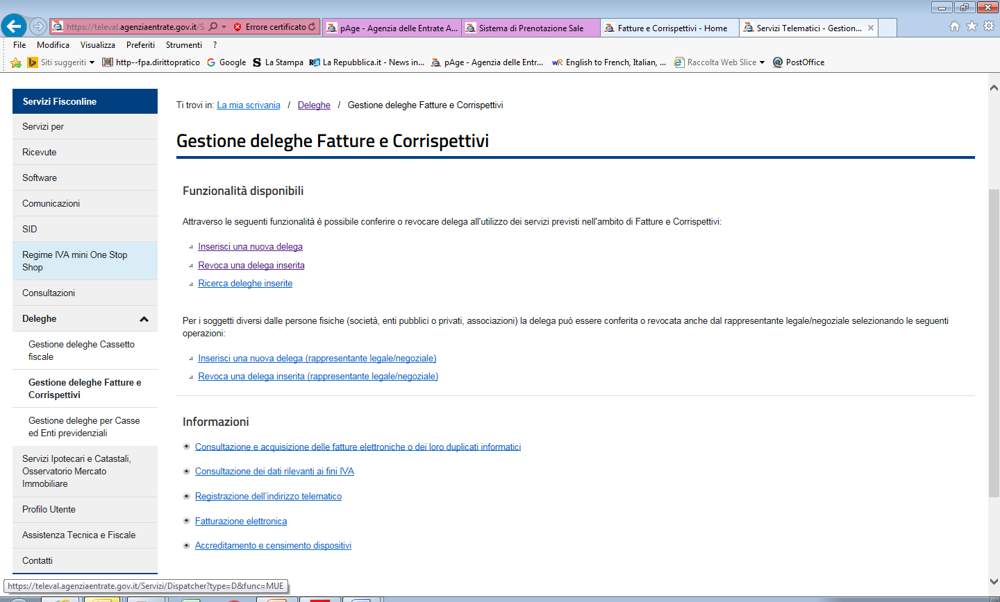 https://televal.agenziaentrate.gov.it/S
Errore certificato
pAge - Agenzia delle Entrate A...
Sistema di Prenotazione Sale
Fatture e Corrispettivi - Home
Servizi Telematici - Gestion...
File Modifica Visualizza Preferiti Strumenti ?
Siti suggeriti http--fpa.dirittopratico Google La Stampa La Repubblica.it - News in... pAge - Agenzia delle Entr... English to French, Italian, ... Raccolta Web Slice PostOffice
Servizi Fisconline
Servizi per
Ricevute
Software
Comunicazioni
SID
Regime IVA mini One Stop
Shop
Consultazioni
Deleghe
Gestione deleghe Cassetto
fiscale
Gestione deleghe Fatture e
Corrispettivi
Gestione deleghe per Casse
ed Enti previdenziali
Servizi Ipotecari e Catastali,
Osservatorio Mercato
Immobiliare
Profilo Utente
Assistenza Tecnica e Fiscale
Contatti
Ti trovi in: La mia scrivania / Deleghe / Gestione deleghe Fatture e Corrispettivi
Gestione deleghe Fatture e Corrispettivi
Funzionalità disponibili
Attraverso le seguenti funzionalità è possibile conferire o revocare delega all'utilizzo dei servizi previsti nell'ambito di Fatture e Corrispettivi:
Inserisci una nuova delega
Revoca una delega inserita
Ricerca deleghe inserite
Per i soggetti diversi dalle persone fisiche (società, enti pubblici o privati, associazioni) la delega può essere conferita o revocata anche dal rappresentante legale/negoziale selezionando le seguenti
operazioni:
Inserisci una nuova delega (rappresentante legale/negoziale)
Revoca una delega inserita (rappresentante legale/negoziale)
Informazioni
Consultazione e acquisizione delle fatture elettroniche o dei loro duplicati informatici
Consultazione dei dati rilevanti ai fini IVA
Registrazione dell'indirizzo telematico
Fatturazione elettronica
Accreditamento e censimento dispositivi
https://televal.agenziaentrate.gov.it/Servizi/Dispatcher?type=D&func=MUE